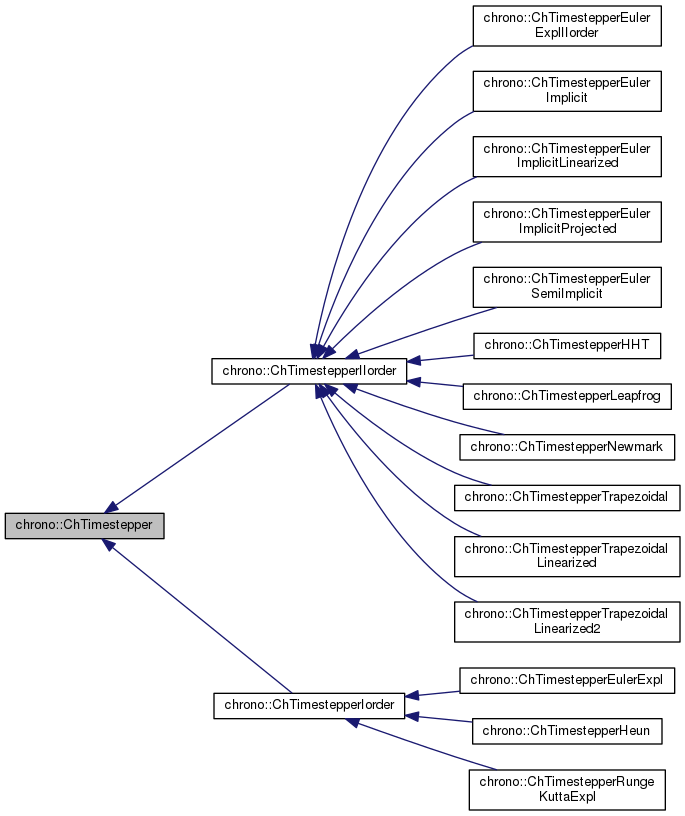 chrono::ChTimestepperEuler
ExplIIorder
chrono::ChTimestepperEuler
Implicit
chrono::ChTimestepperEuler
ImplicitLinearized
chrono::ChTimestepperEuler
ImplicitProjected
chrono::ChTimestepperEuler
SemiImplicit
chrono::ChTimestepperHHT
chrono::ChTimestepperIIorder
chrono::ChTimestepperLeapfrog
chrono::ChTimestepperNewmark
chrono::ChTimestepperTrapezoidal
chrono::ChTimestepper
chrono::ChTimestepperTrapezoidal
Linearized
chrono::ChTimestepperTrapezoidal
Linearized2
chrono::ChTimestepperEulerExpl
chrono::ChTimestepperIorder
chrono::ChTimestepperHeun
chrono::ChTimestepperRunge
KuttaExpl